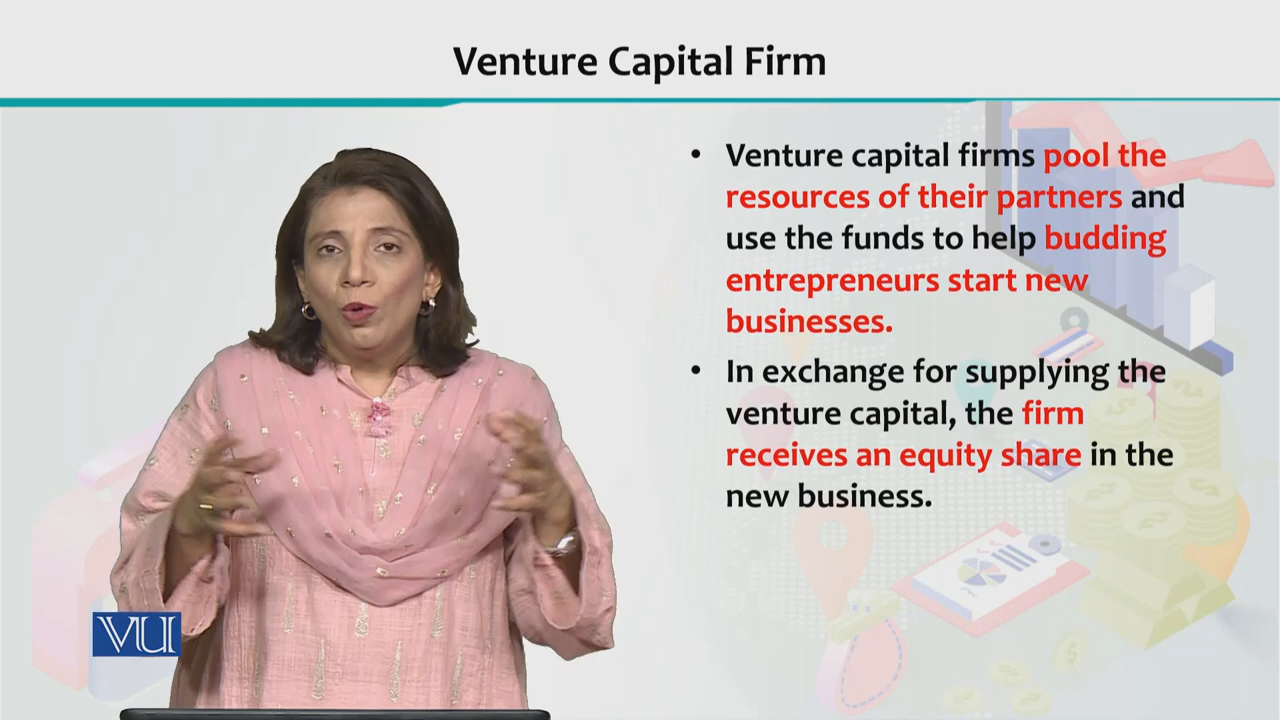 Venture Capital Firm
• Venture capital firms pool the
resources of their partners and
use the funds to help budding
entrepreneurs start new
businesses.
• In exchange for supplying the
venture capital, the firm
receives an equity share in the
new business.
VU